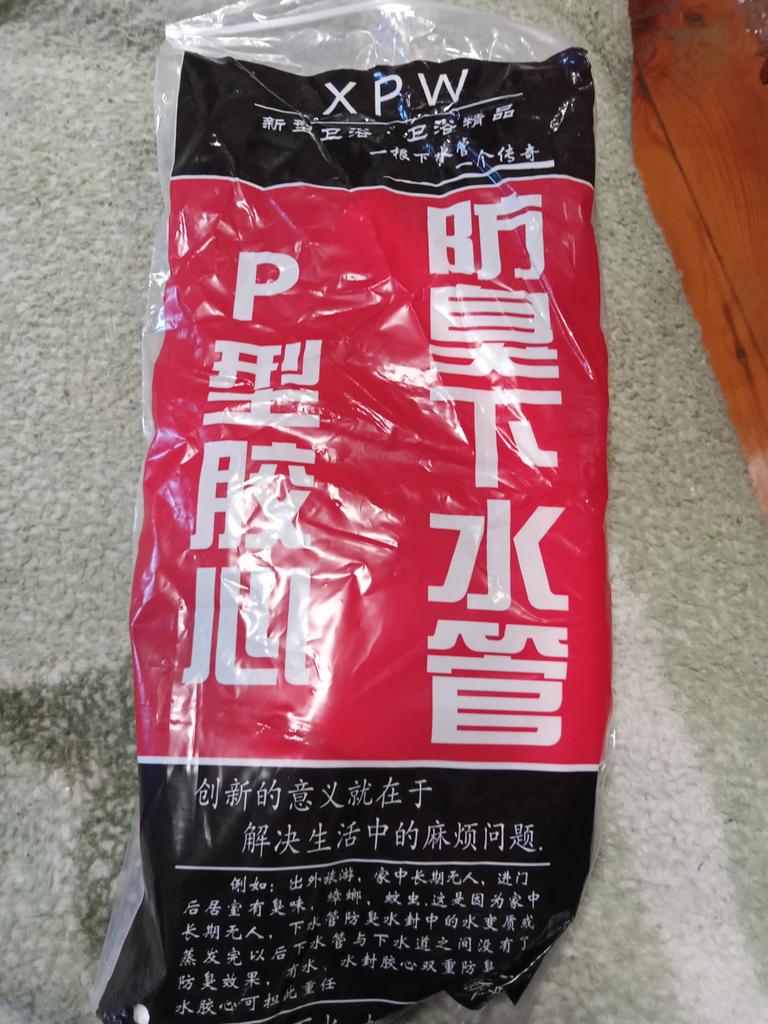 XPW
新型卫浴 卫浴精品
一根下水管一个传奇
防臭下水管
P型胶心
创新的意义就在于
解决生活中的麻烦问题.
例如：出外旅游，家中长期无人，进门
后居室有臭味，蟑螂，蚊虫.这是因为家中
长期无人，下水管防臭水封中的水变质或
蒸发完以后下水管与下水道之间没有了
防臭效果，有水，水封胶心双重防臭
水胶心可担此重任